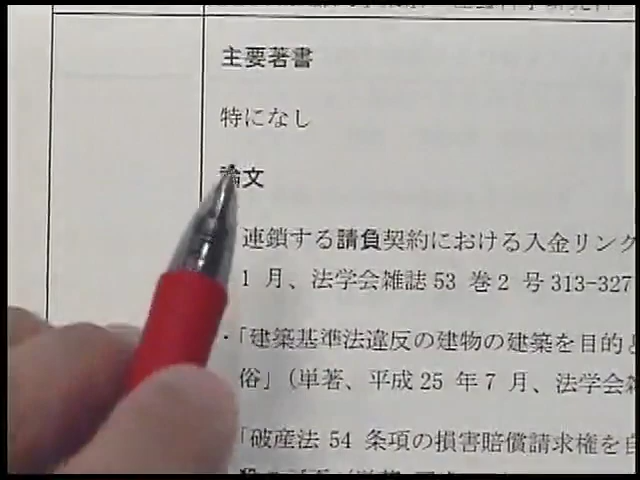 主要著書
特になし
論文
連鎖する請負契約における入金リンク
1 月、法学会雑誌 53 巻 2 号 313-327
・「建築基準法違反の建物の建築を目的と
俗」（単著、平成 25 年 7 月、法学会雑
「破産法 54 条項の損害賠償請求権を自